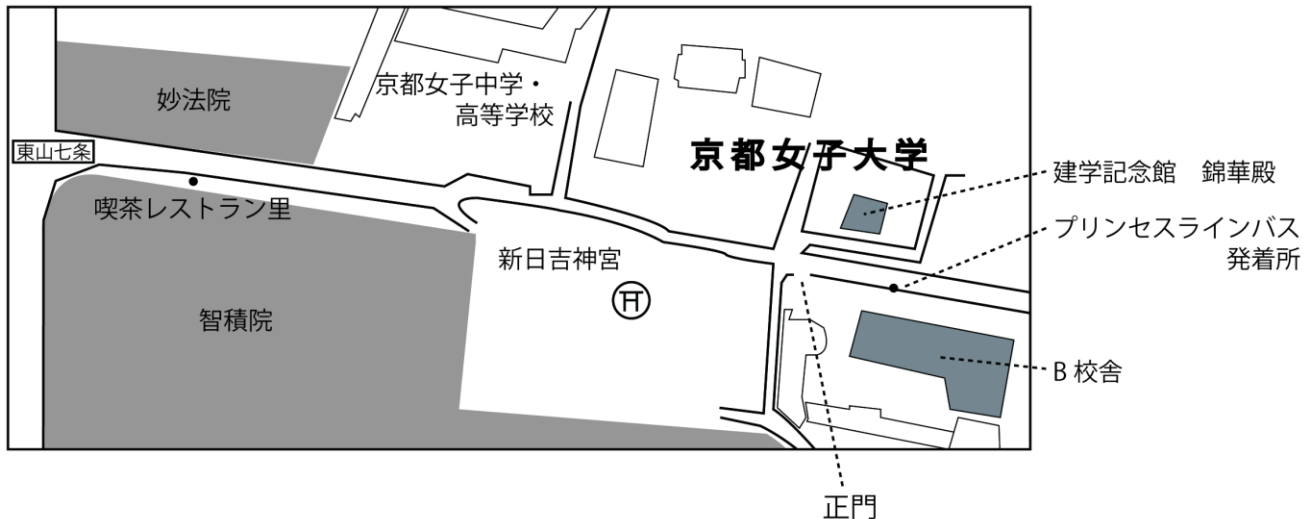 妙法院
京都女子中学・
高等学校
東山七条
京都女子大学
建学記念館　錦華殿
喫茶レストラン里
プリンセスラインバス
発着所
新日吉神宮
智積院
B 校舎
正門